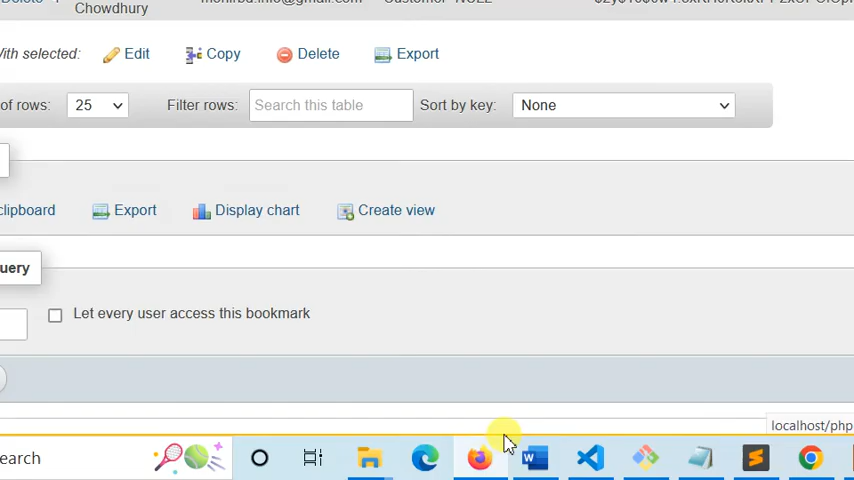 Chowdhury
With selected: Edit Copy Delete Export
of rows: 25 Filter rows: Search this table Sort by key: None
clipboard Export Display chart Create view
uery
Let every user access this bookmark
localhost/php
earch